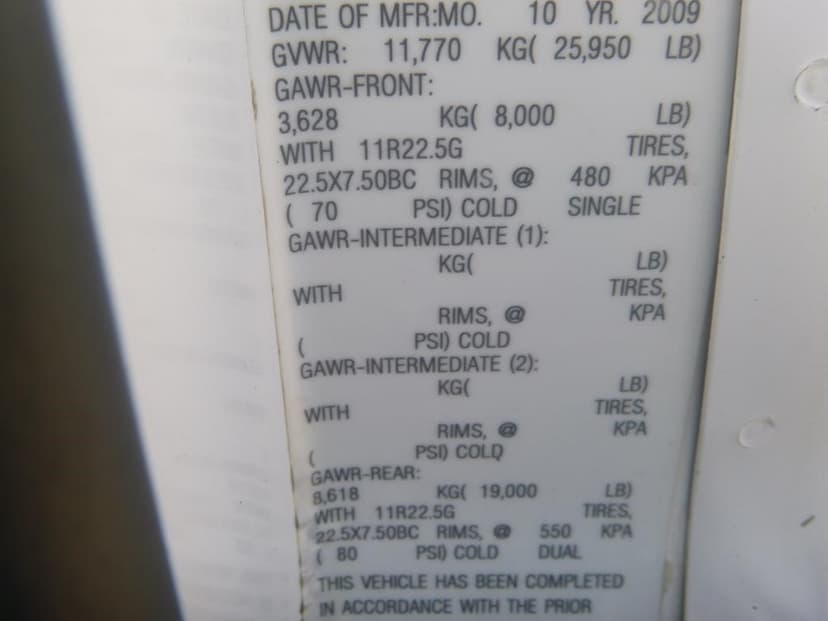 DATE OF MFR:MO. 10 YR. 2009
GVWR: 11,770 KG( 25,950 LB)
GAWR-FRONT:
3,628 KG( 8,000 LB)
WITH 11R22.5G TIRES,
22.5X7.50BC RIMS, @ 480 KPA
( 70 PSI) COLD SINGLE
GAWR-INTERMEDIATE (1):
KG( LB)
WITH TIRES,
RIMS, @ KPA
( PSI) COLD
GAWR-INTERMEDIATE (2):
KG( LB)
WITH TIRES,
RIMS, @ KPA
( PSI) COLD
GAWR-REAR:
8,618 KG( 19,000 LB)
WITH 11R22.5G TIRES,
22.5X7.50BC RIMS, @ 550 KPA
( 80 PSI) COLD DUAL
THIS VEHICLE HAS BEEN COMPLETED
IN ACCORDANCE WITH THE PRIOR